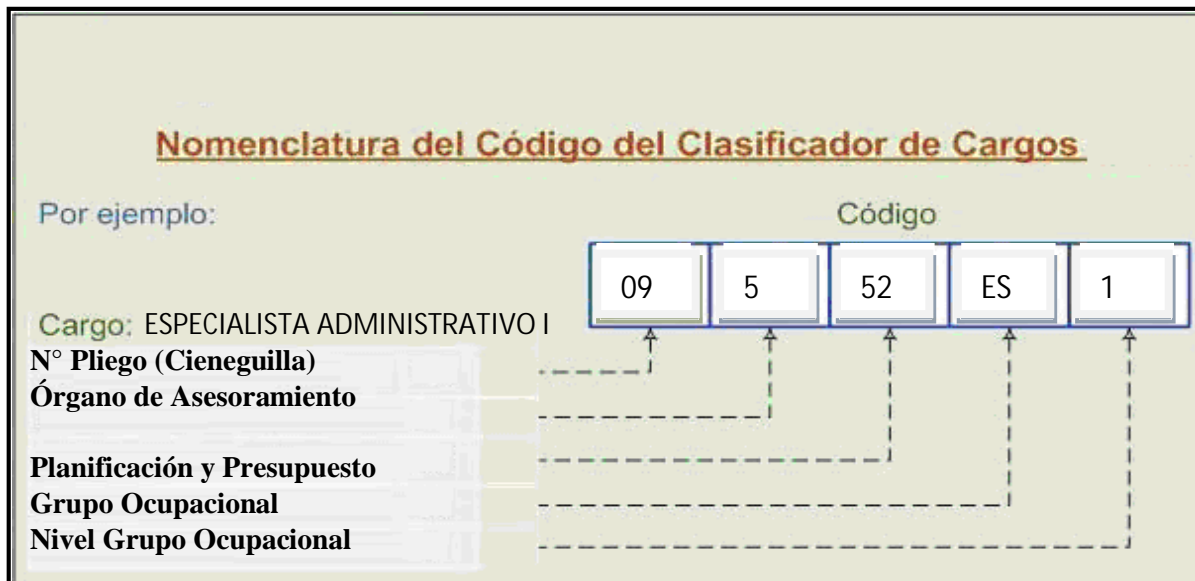 Nomenclatura del Código del Clasificador de Cargos
Por ejemplo:
Código
09 5 52 ES 1
Cargo: ESPECIALISTA ADMINISTRATIVO I
N° Pliego (Cieneguilla)
Órgano de Asesoramiento
Planificación y Presupuesto
Grupo Ocupacional
Nivel Grupo Ocupacional